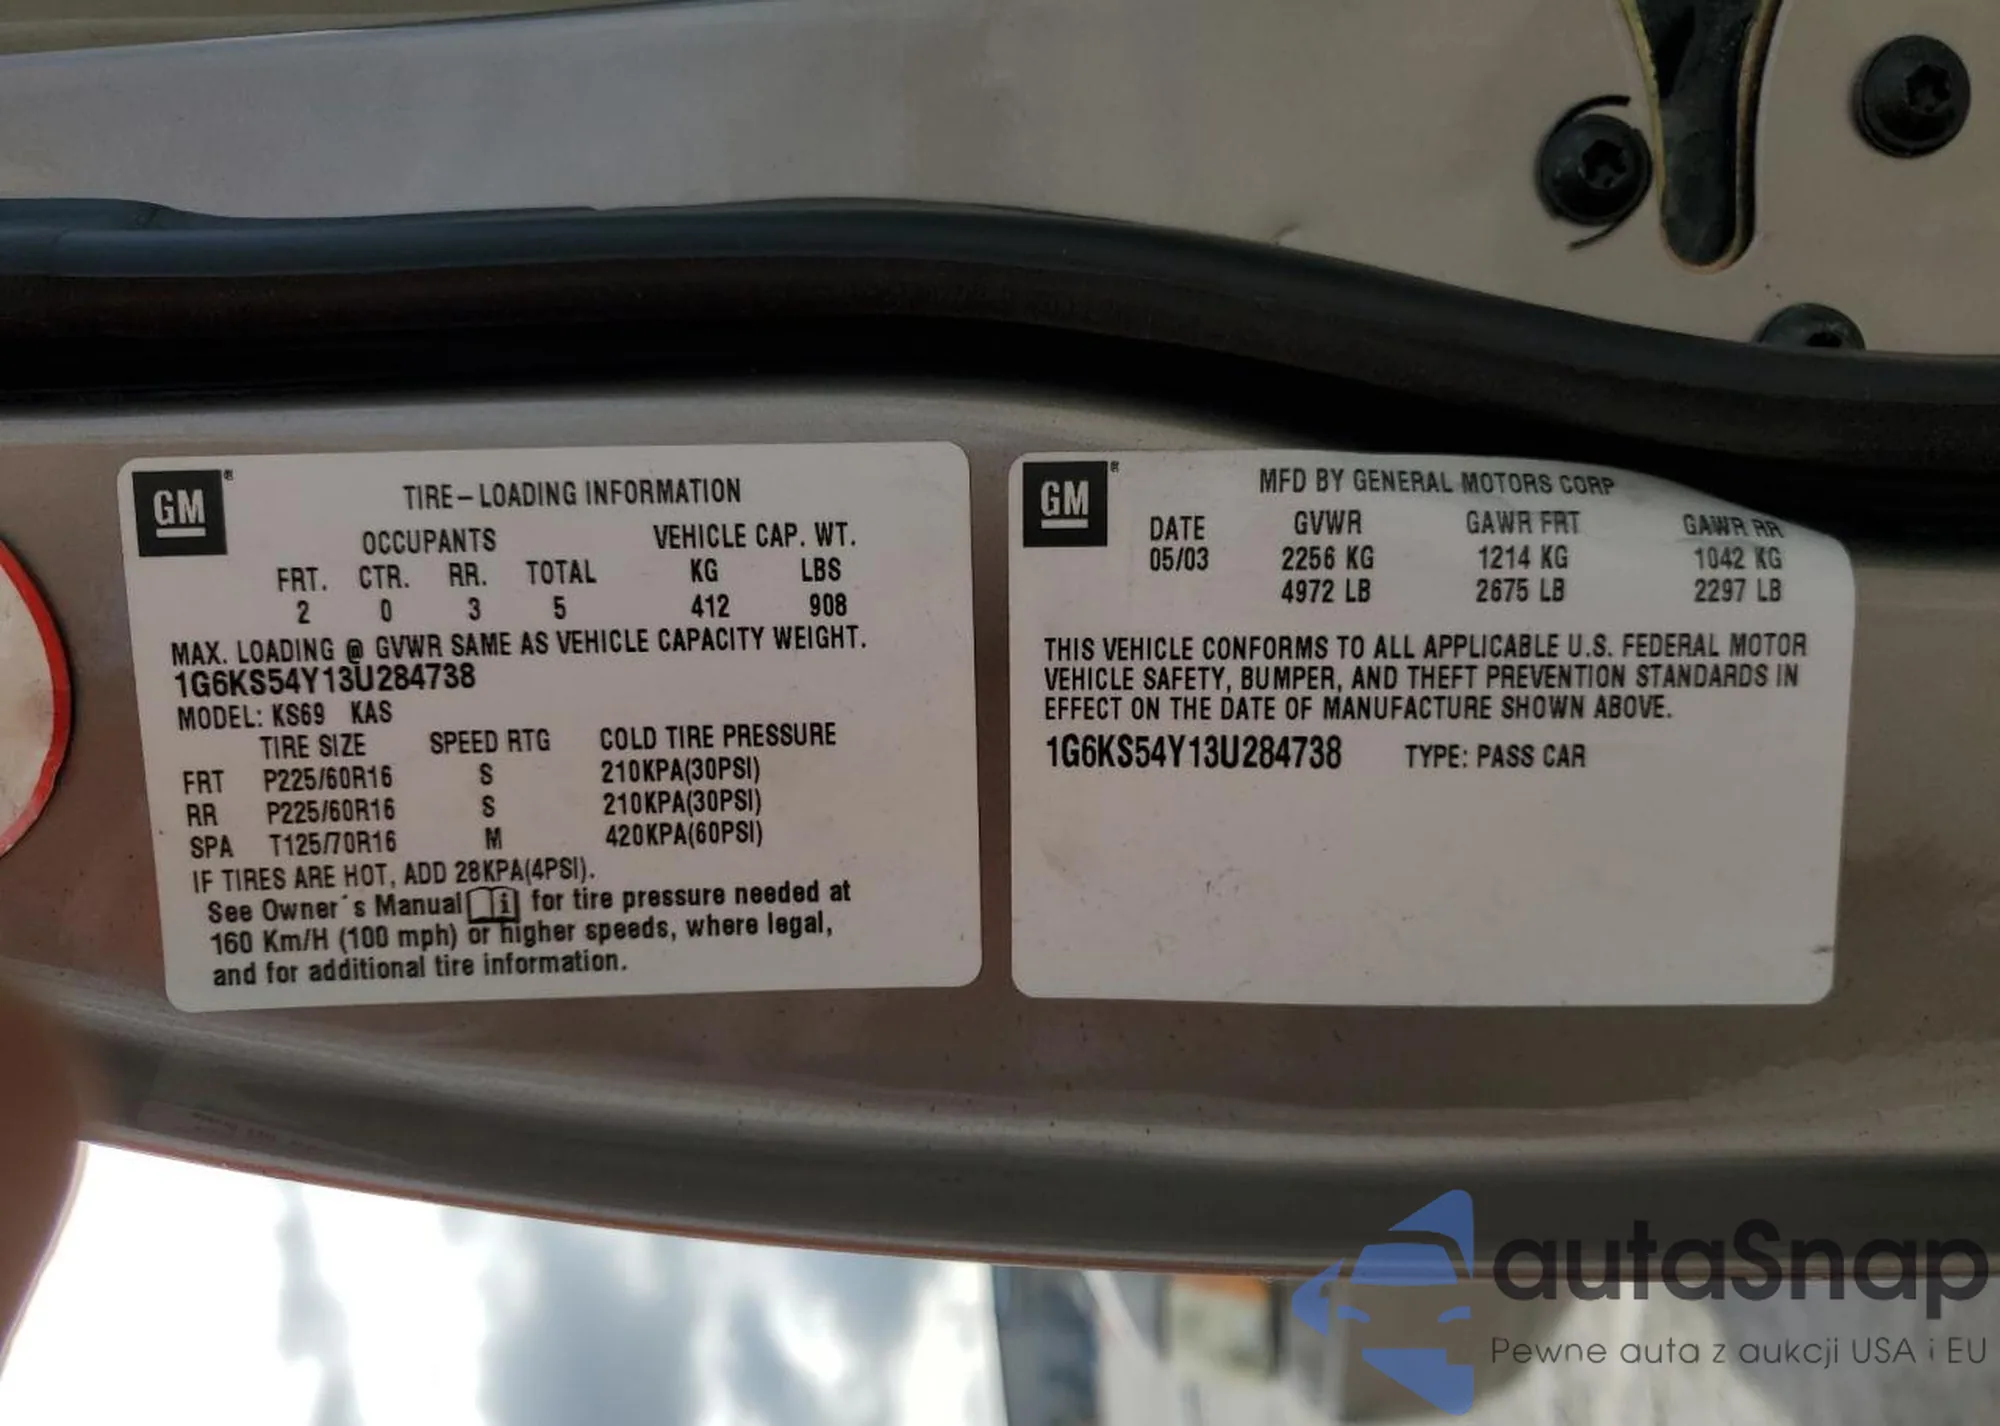 GM®
TIRE-LOADING INFORMATION
OCCUPANTS VEHICLE CAP. WT.
FRT. CTR. RR. TOTAL KG LBS
2 0 3 5 412 908
MAX. LOADING @ GVWR SAME AS VEHICLE CAPACITY WEIGHT.
1G6KS54Y13U284738
MODEL: KS69 KAS
TIRE SIZE SPEED RTG COLD TIRE PRESSURE
FRT P225/60R16 S 210KPA(30PSI)
RR P225/60R16 S 210KPA(30PSI)
SPA T125/70R16 M 420KPA(60PSI)
IF TIRES ARE HOT, ADD 28KPA(4PSI).
See Owner´s Manual i for tire pressure needed at
160 Km/H (100 mph) or higher speeds, where legal,
and for additional tire information.
GM®
MFD BY GENERAL MOTORS CORP
DATE GVWR GAWR FRT GAWR RR
05/03 2256 KG 1214 KG 1042 KG
4972 LB 2675 LB 2297 LB
THIS VEHICLE CONFORMS TO ALL APPLICABLE U.S. FEDERAL MOTOR
VEHICLE SAFETY, BUMPER, AND THEFT PREVENTION STANDARDS IN
EFFECT ON THE DATE OF MANUFACTURE SHOWN ABOVE.
1G6KS54Y13U284738 TYPE: PASS CAR
autaSnap
Pewne auta z aukcji USA i EU